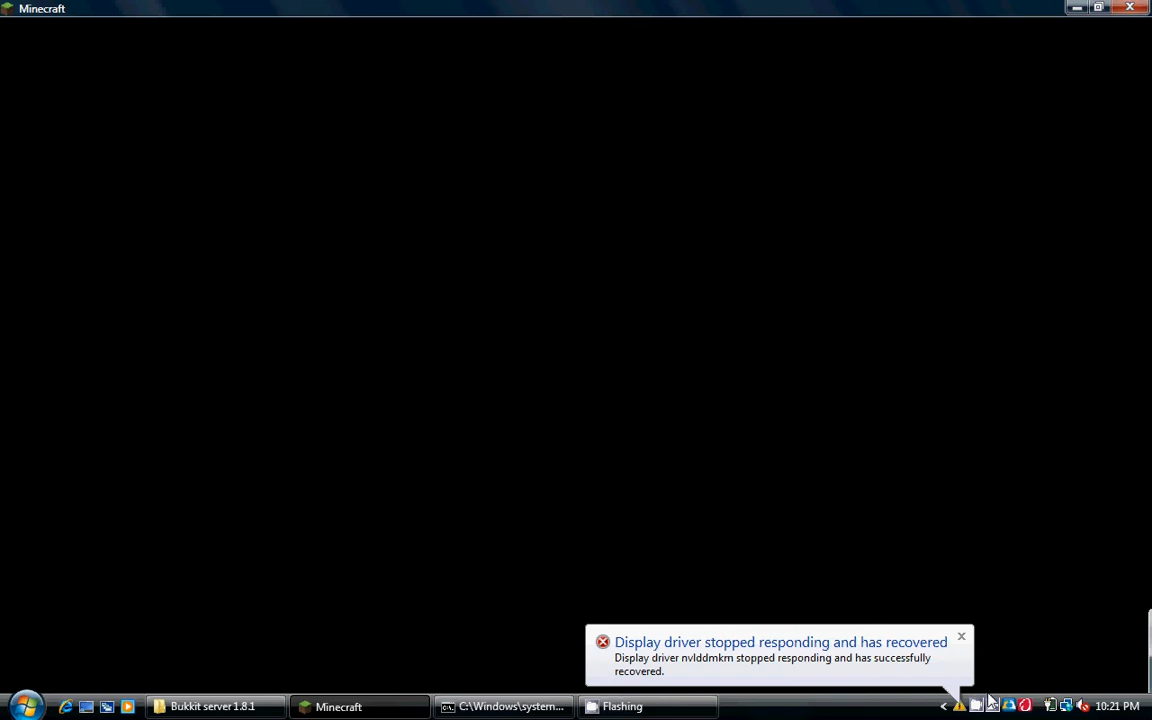 Minecraft
Display driver stopped responding and has recovered
Display driver nvlddmkm stopped responding and has successfully
recovered.
Bukkit server 1.8.1
Minecraft
C:\Windows\system...
Flashing
10:21 PM